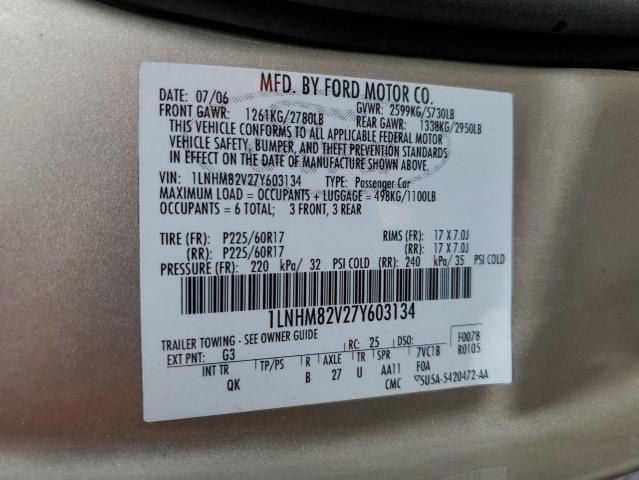 MFD. BY FORD MOTOR CO.
DATE: 07/06 GVWR: 2599KG/5730LB
FRONT GAWR: 1261KG/2780LB REAR GAWR: 1338KG/2950LB
THIS VEHICLE CONFORMS TO ALL APPLICABLE FEDERAL MOTOR
VEHICLE SAFETY, BUMPER, AND THEFT PREVENTION STANDARDS
IN EFFECT ON THE DATE OF MANUFACTURE SHOWN ABOVE.
VIN: 1LNHM82V27Y603134 TYPE: Passenger Car
MAXIMUM LOAD = OCCUPANTS + LUGGAGE = 498KG/1100LB
OCCUPANTS = 6 TOTAL; 3 FRONT, 3 REAR
TIRE (FR): P225/60R17 RIMS (FR): 17 X 7.0J
(RR): P225/60R17 (RR): 17 X 7.0J
PRESSURE (FR): 220 kPa/ 32 PSI COLD (RR): 240 kPa/ 35 PSI COLD
1LNHM82V27Y603134
TRAILER TOWING - SEE OWNER GUIDE
EXT PNT: G3 RC: 25 DSO: F0078
INT TR TP/PS R AXLE TR SPR 7VC1B R0105
QK B 27 U AA11 F0A
CMC 5U5A-5420472-AA